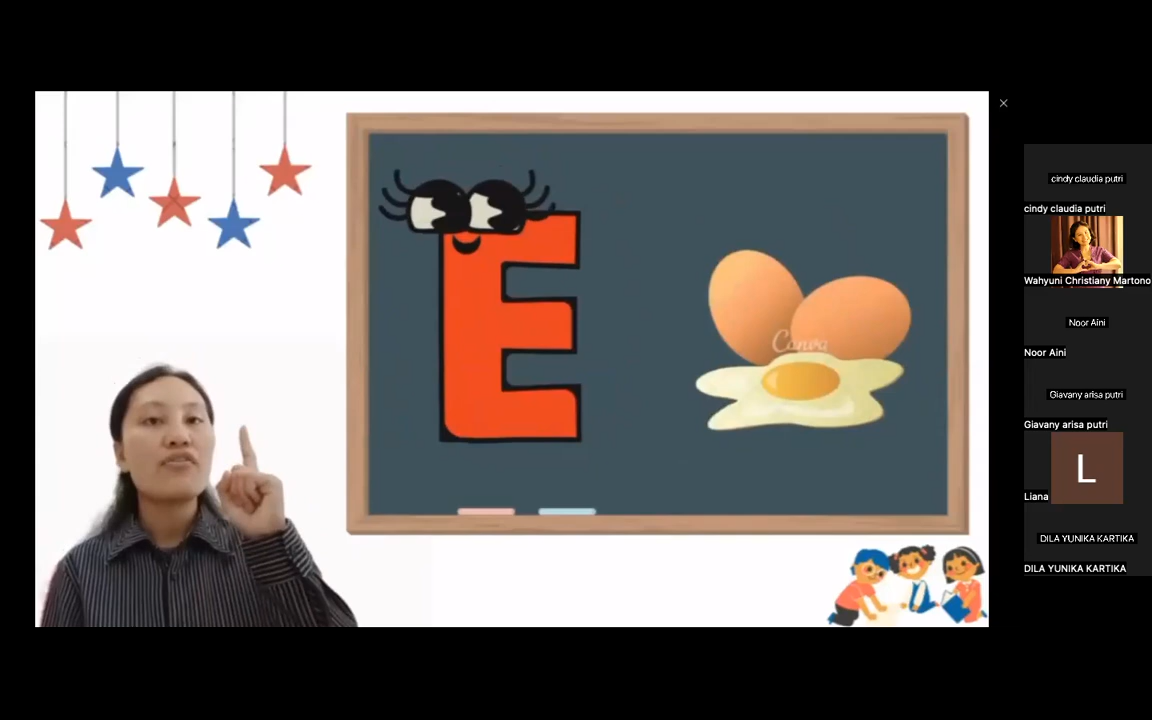 E
Canva
cindy claudia putri
cindy claudia putri
Wahyuni Christiany Martono
Noor Aini
Noor Aini
Giavany arisa putri
Giavany arisa putri
L
Liana
DILA YUNIKA KARTIKA
DILA YUNIKA KARTIKA